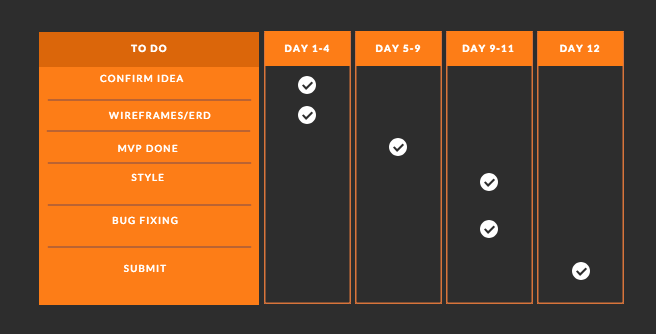 TO DO DAY 1-4 DAY 5-9 DAY 9-11 DAY 12
CONFIRM IDEA
WIREFRAMES/ERD
MVP DONE
STYLE
BUG FIXING
SUBMIT